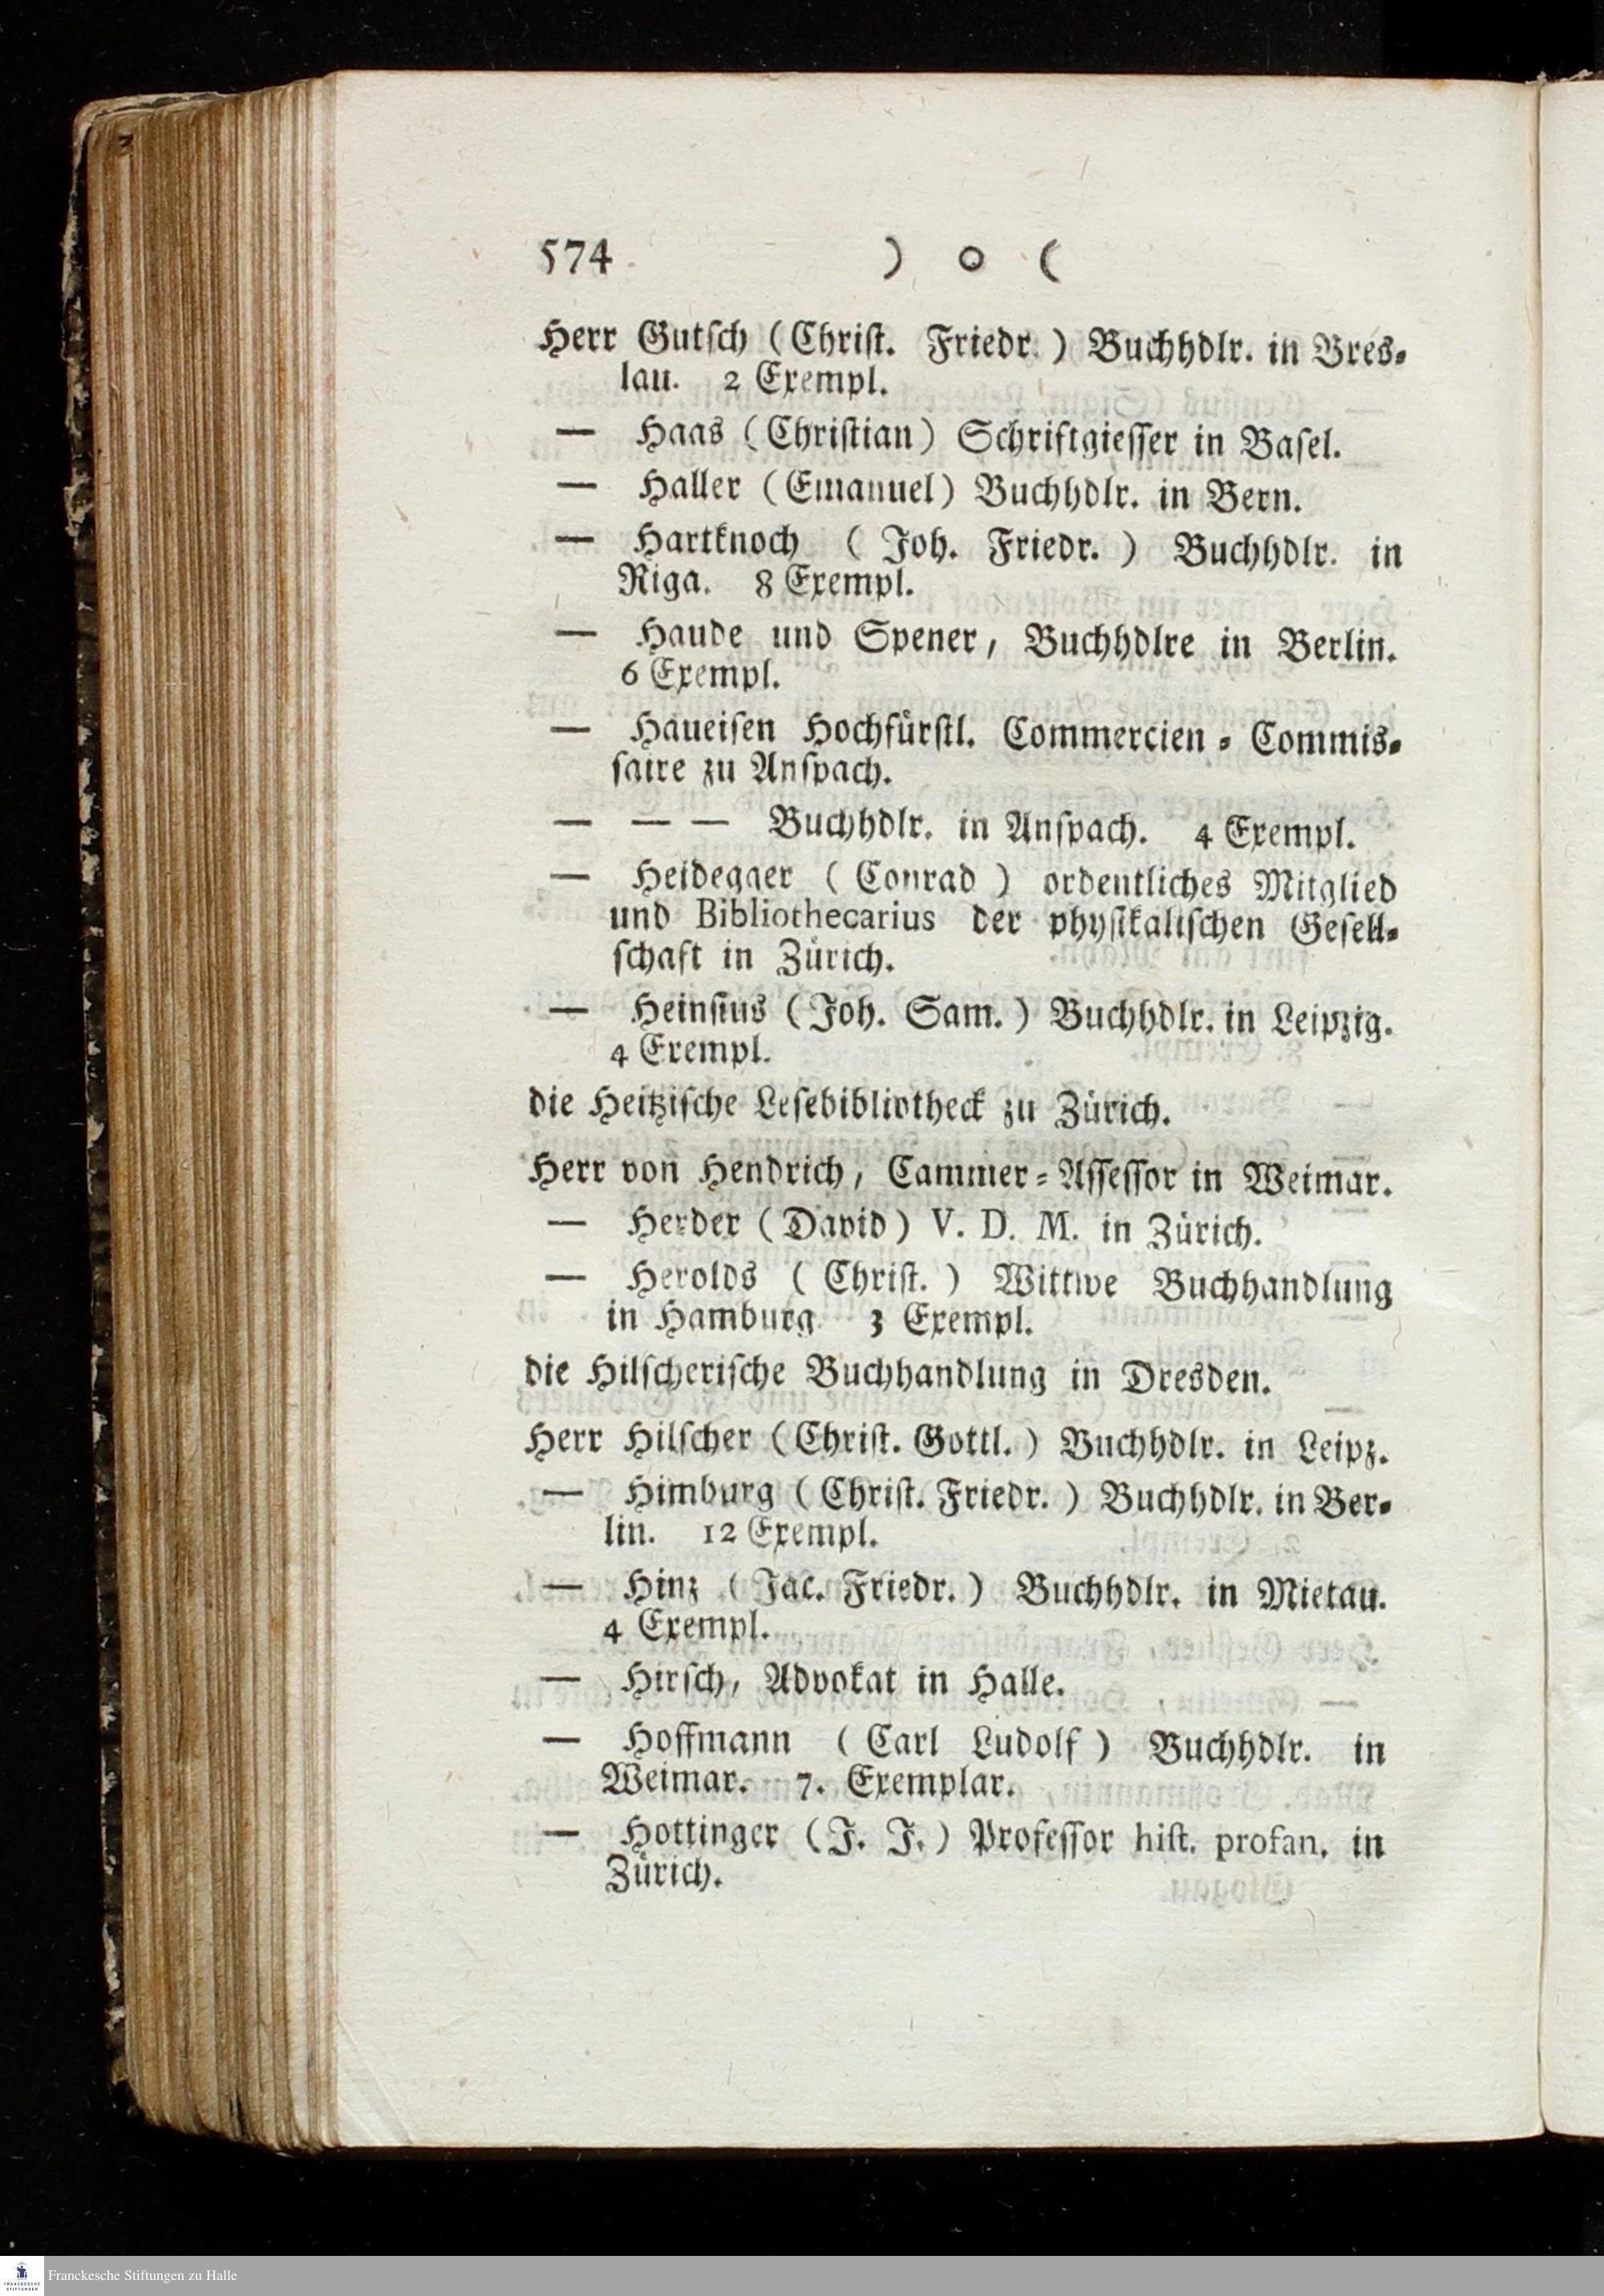 574 ) o (
Herr Gutſch (Chriſt. Friedr.) Buchhdlr. in Bres-
lau. 2 Exempl.
— Haas (Chriſtian) Schriftgieſſer in Baſel.
— Haller (Emanuel) Buchhdlr. in Bern.
— Hartknoch (Joh. Friedr.) Buchhdlr. in
Riga. 8 Exempl.
— Haude und Spener, Buchhdlre in Berlin.
6 Exempl.
— Haueiſen Hochfürſtl. Commercien-Commis-
ſaire zu Anſpach.
— — — Buchhdlr. in Anſpach. 4 Exempl.
— Heidegger (Conrad) ordentliches Mitglied
und Bibliothecarius der phyſikaliſchen Geſell-
ſchaft in Zürich.
— Heinſius (Joh. Sam.) Buchhdlr. in Leipzig.
4 Exempl.
die Heitziſche Leſebibliotheck zu Zürich.
Herr von Hendrich, Cammer-Aſſeſſor in Weimar.
— Herder (David) V. D. M. in Zürich.
— Herolds (Chriſt.) Wittwe Buchhandlung
in Hamburg 3 Exempl.
die Hilſcheriſche Buchhandlung in Dresden.
Herr Hilſcher (Chriſt. Gottl.) Buchhdlr. in Leipz.
— Himburg (Chriſt. Friedr.) Buchhdlr. in Ber-
lin. 12 Exempl.
— Hinz (Jac. Friedr.) Buchhdlr. in Mietau.
4 Exempl.
— Hirſch, Advokat in Halle.
— Hoffmann (Carl Ludolf) Buchhdlr. in
Weimar. 7. Exemplar.
— Hottinger (J. J.) Profeſſor hiſt. profan. in
Zürich.
FRANCKESCHE
STIFTUNGEN
Franckesche Stiftungen zu Halle